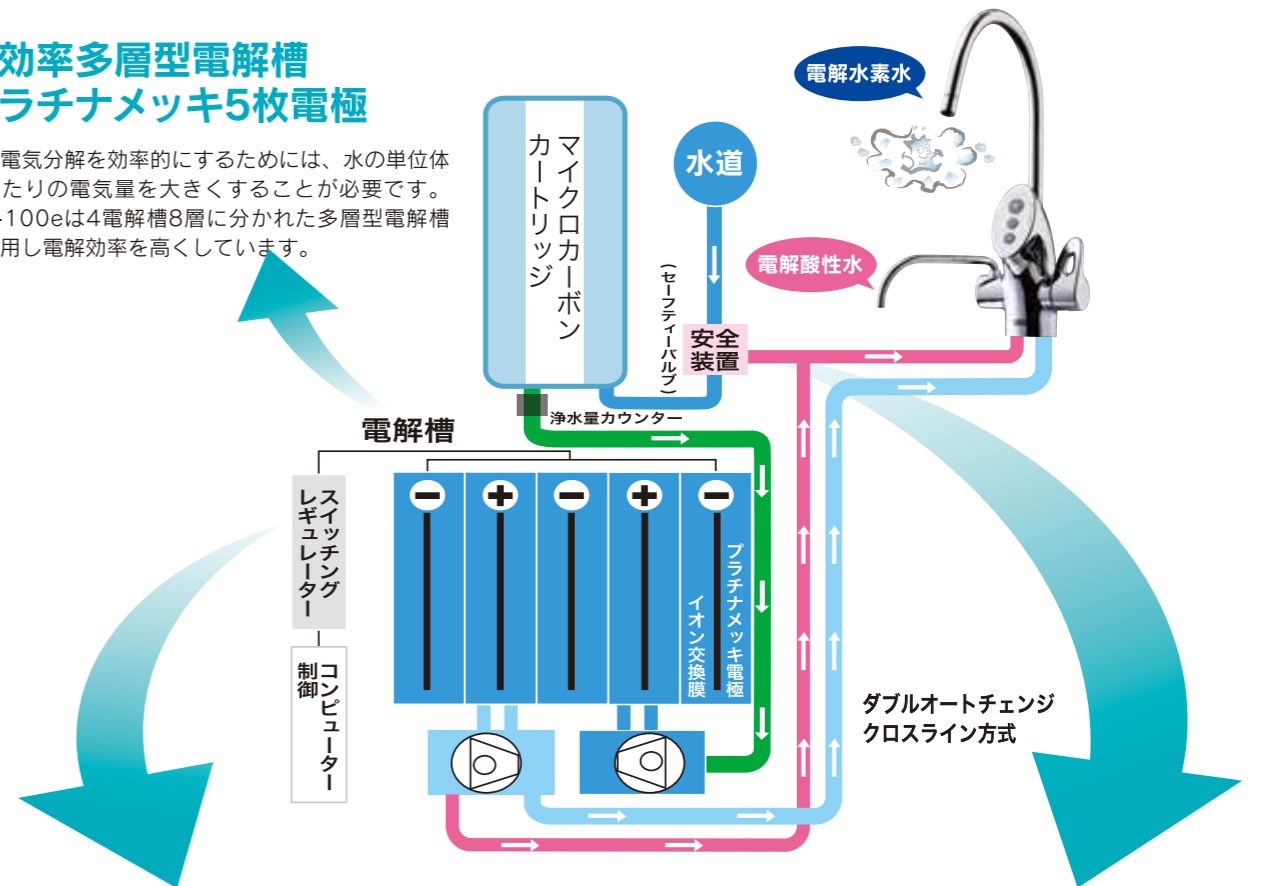 効率多層型電解槽
ラチナメッキ5枚電極
電気分解を効率的にするためには、水の単位体
たりの電気量を大きくすることが必要です。
-100eは4電解槽8層に分かれた多層型電解槽
用し電解効率を高くしています。
マイクロカーボン
カートリッジ
水道
電解水素水
電解酸性水
(セーフティーバルブ)
安全
装置
浄水量カウンター
電解槽
スイッチング
レギュレーター
コンピューター
制御
プラチナメッキ電極
イオン交換膜
ダブルオートチェンジ
クロスライン方式